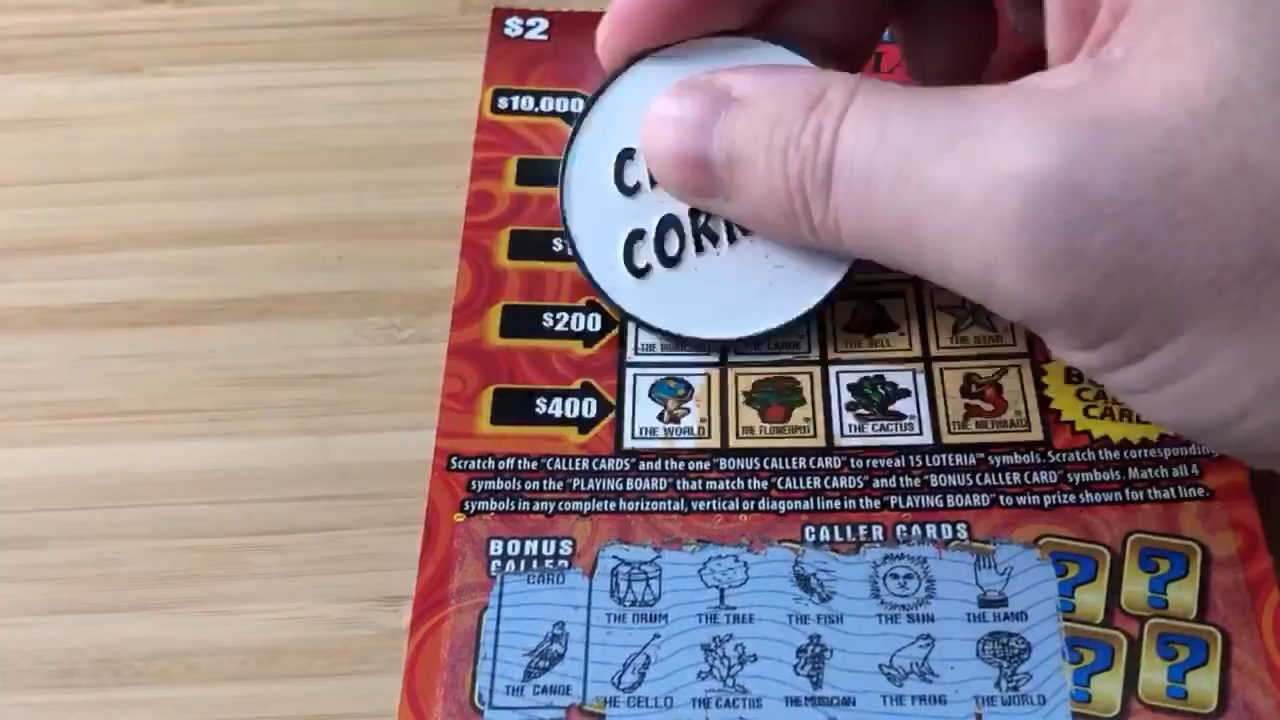 $2
$10,000
CORN
$200
THE BELL
THE STAR
$400
THE WORLD
THE FLOWERPOT
THE CACTUS
THE MERMAID
Scratch off the "CALLER CARDS" and the one "BONUS CALLER CARD" to reveal 15 LOTERIA™ symbols. Scratch the corresponding
symbols on the "PLAYING BOARD" that match the "CALLER CARDS" and the "BONUS CALLER CARD" symbols. Match all 4
symbols in any complete horizontal, vertical or diagonal line in the "PLAYING BOARD" to win prize shown for that line.
BONUS
CALLER
CARD
CALLER CARDS
THE DRUM
THE TREE
THE FISH
THE SUN
THE HAND
? ?
THE CANOE
HE CELLO
THE CACTUS
THE MUSICIAN
THE FROG
THE WORLD
? ?